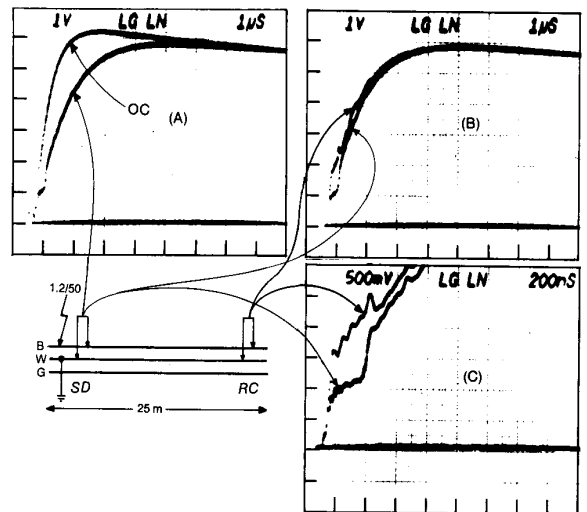 1V LG LN 1µS
OC
(A)
1V LG LN 1µS
(B)
500mV LG LN 200nS
(C)
1.2/50
B
W
G
SD RC
25 m